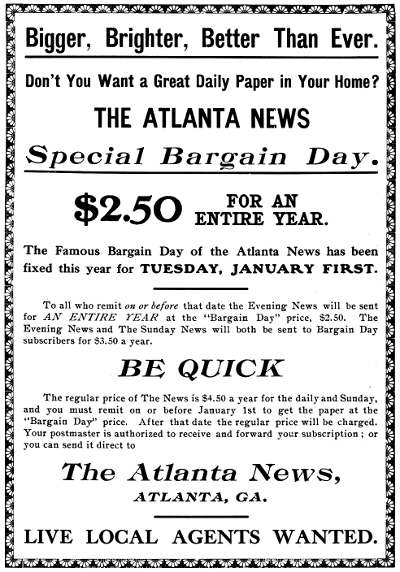 Bigger, Brighter, Better Than Ever.
Don't You Want a Great Daily Paper in Your Home?
THE ATLANTA NEWS
Special Bargain Day.
$2.50 FOR AN
ENTIRE YEAR.
The Famous Bargain Day of the Atlanta News has been
fixed this year for TUESDAY, JANUARY FIRST.
To all who remit on or before that date the Evening News will be sent
for AN ENTIRE YEAR at the "Bargain Day" price, $2.50. The
Evening News and The Sunday News will both be sent to Bargain Day
subscribers for $3.50 a year.
BE QUICK
The regular price of The News is $4.50 a year for the daily and Sunday,
and you must remit on or before January 1st to get the paper at the
"Bargain Day" price. After that date the regular price will be charged.
Your postmaster is authorized to receive and forward your subscription; or
you can send it direct to
The Atlanta News,
ATLANTA, GA.
LIVE LOCAL AGENTS WANTED.